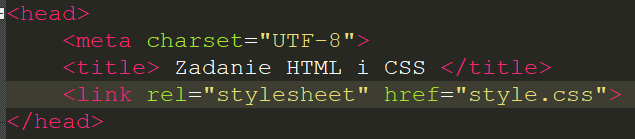 <head>
<meta charset="UTF-8">
<title> Zadanie HTML i CSS </title>
<link rel="stylesheet" href="style.css">
</head>